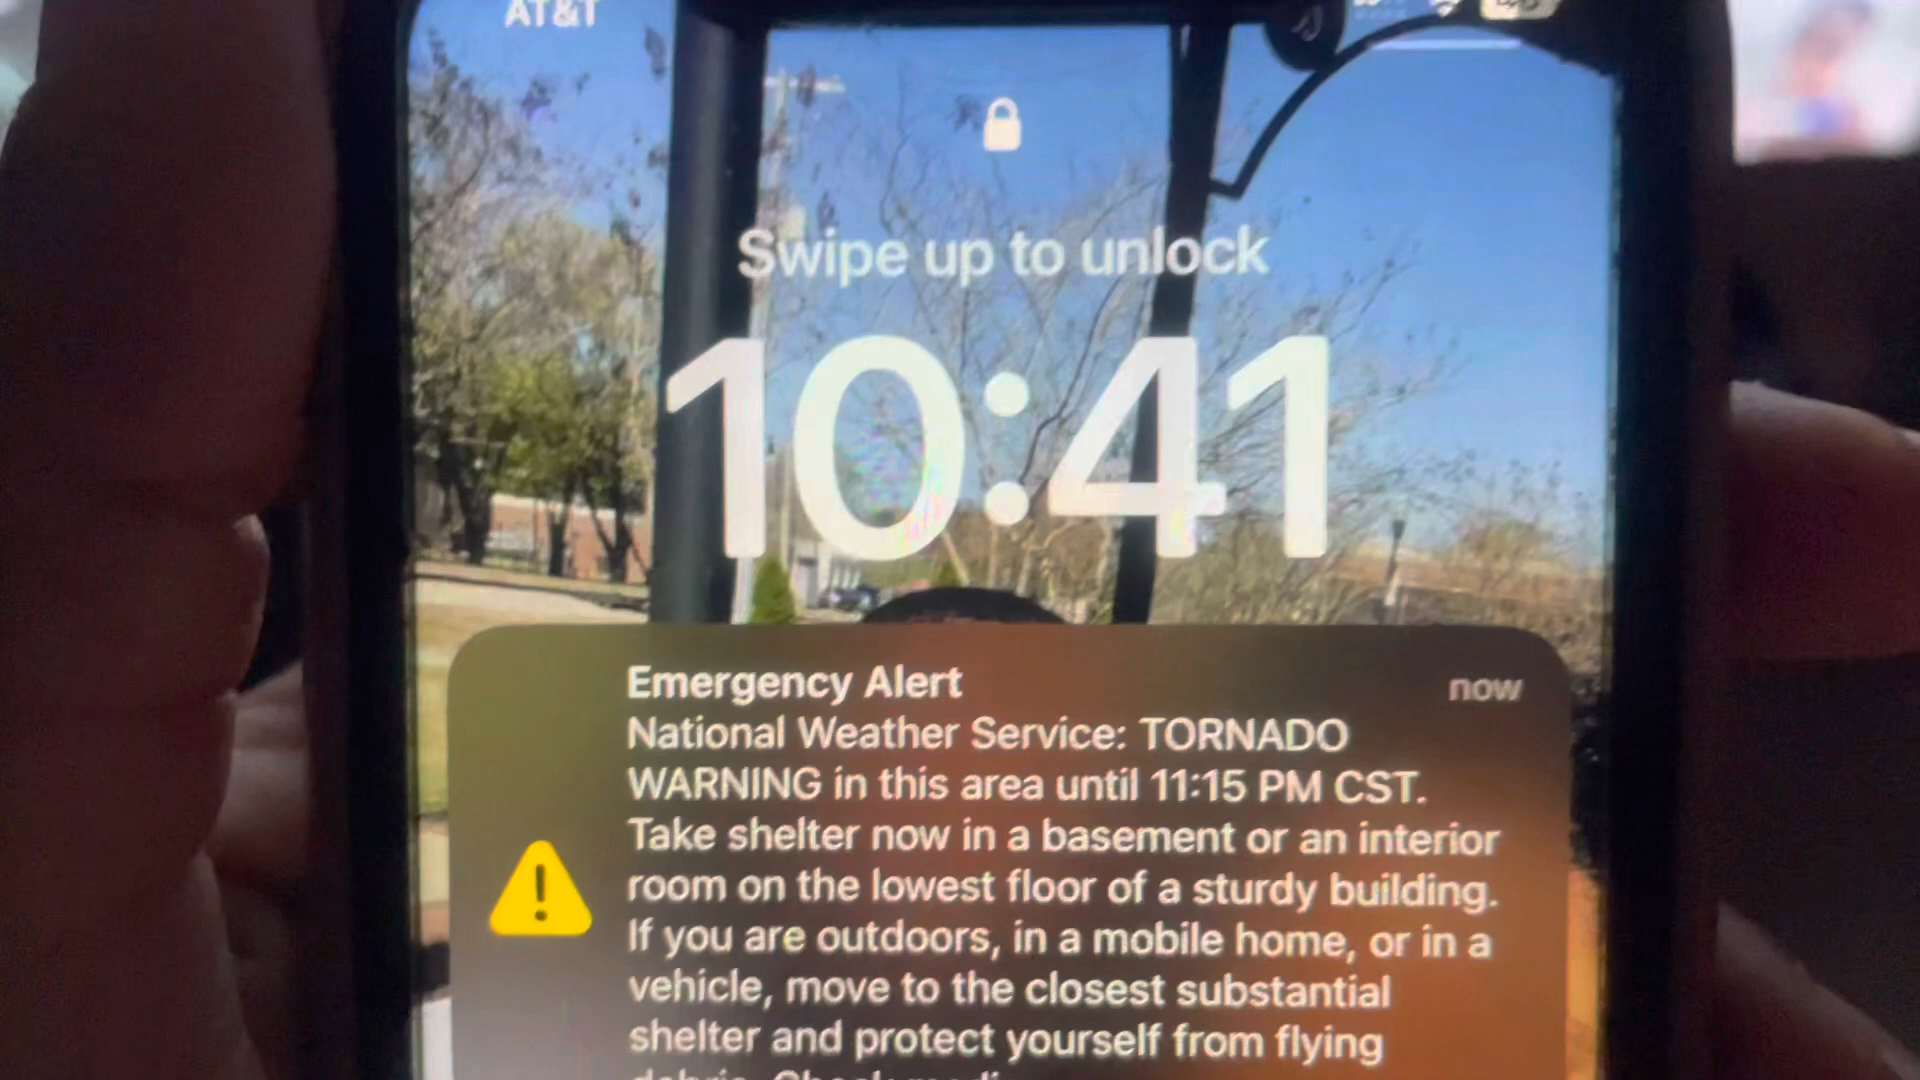 AT&T
Swipe up to unlock
10:41
Emergency Alert
now
National Weather Service: TORNADO
WARNING in this area until 11:15 PM CST.
Take shelter now in a basement or an interior
room on the lowest floor of a sturdy building.
If you are outdoors, in a mobile home, or in a
vehicle, move to the closest substantial
shelter and protect yourself from flying